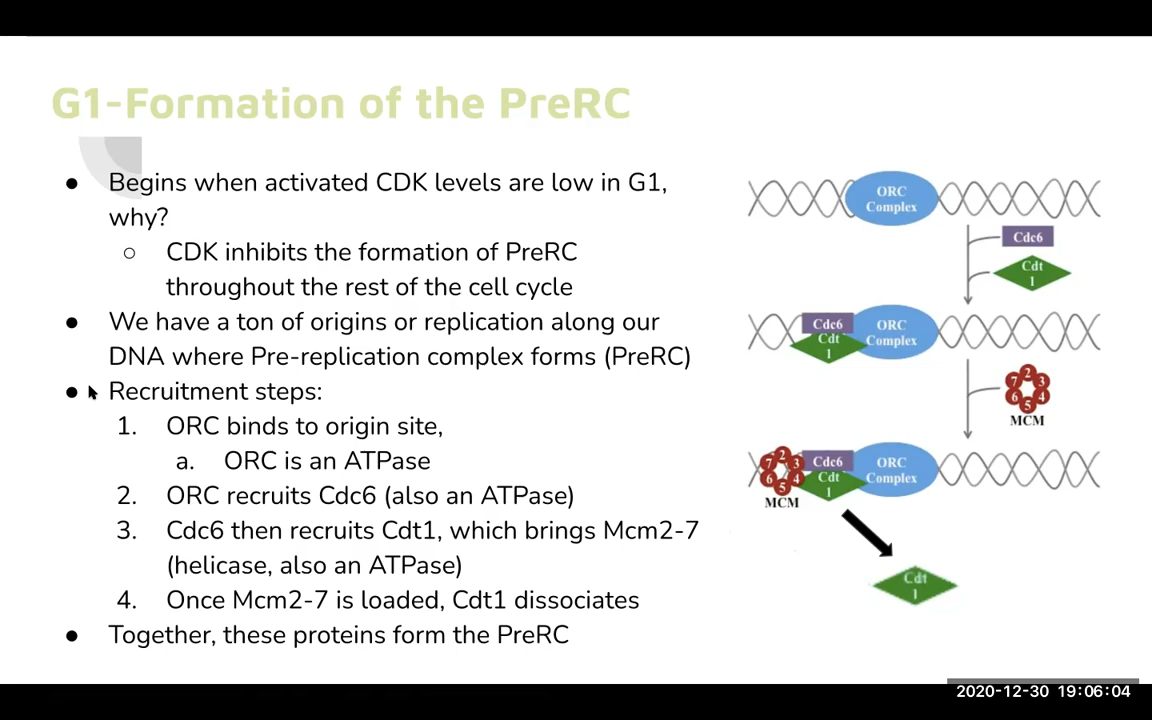 G1-Formation of the PreRC
● Begins when activated CDK levels are low in G1,
why?
○ CDK inhibits the formation of PreRC
throughout the rest of the cell cycle
● We have a ton of origins or replication along our
DNA where Pre-replication complex forms (PreRC)
● Recruitment steps:
1. ORC binds to origin site,
a. ORC is an ATPase
2. ORC recruits Cdc6 (also an ATPase)
3. Cdc6 then recruits Cdt1, which brings Mcm2-7
(helicase, also an ATPase)
4. Once Mcm2-7 is loaded, Cdt1 dissociates
● Together, these proteins form the PreRC
ORC
Complex
Cdc6
Cdt
1
Cdc6
Cdt
1
ORC
Complex
2
3
4
5
6
7
MCM
2
3
4
5
6
7
MCM
Cdc6
Cdt
1
ORC
Complex
Cdt
1
2020-12-30 19:06:04